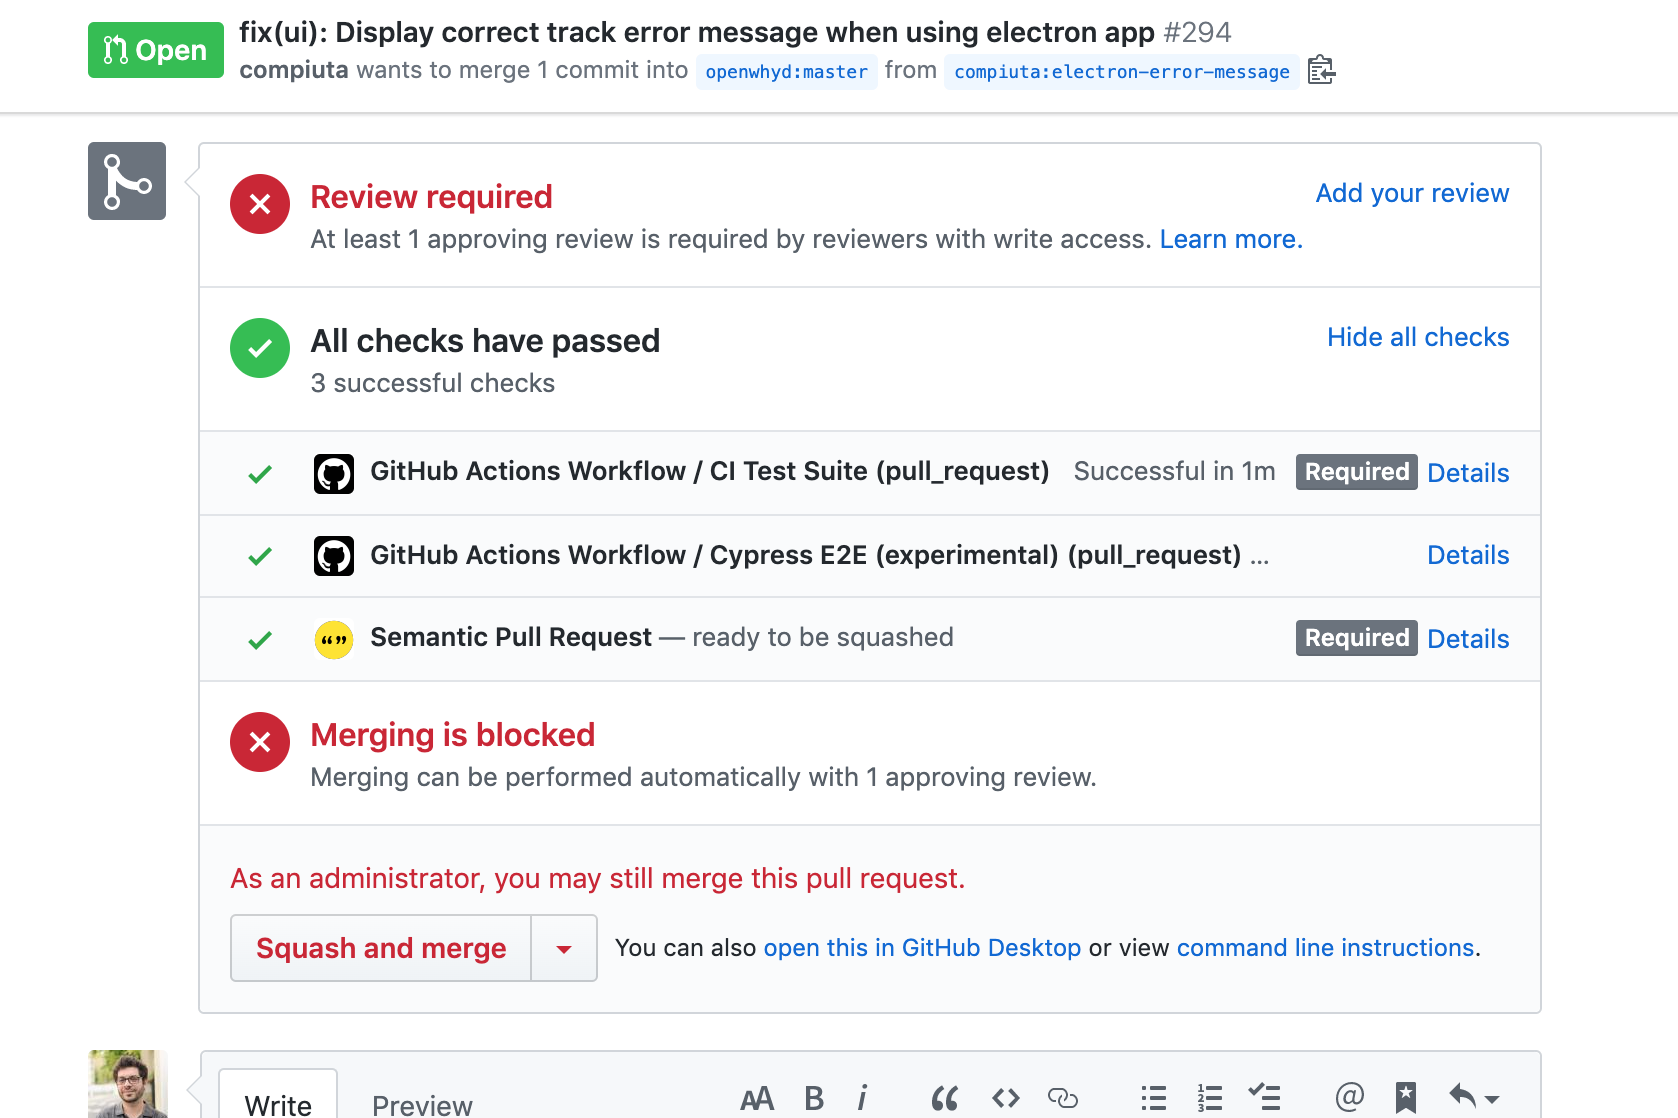 Open
fix(ui): Display correct track error message when using electron app #294
compiuta wants to merge 1 commit into openwhyd:master from compiuta:electron-error-message
Review required
Add your review
At least 1 approving review is required by reviewers with write access. Learn more.
All checks have passed
Hide all checks
3 successful checks
GitHub Actions Workflow / CI Test Suite (pull_request) Successful in 1m Required Details
GitHub Actions Workflow / Cypress E2E (experimental) (pull_request) ... Details
Semantic Pull Request — ready to be squashed Required Details
Merging is blocked
Merging can be performed automatically with 1 approving review.
As an administrator, you may still merge this pull request.
Squash and merge
You can also open this in GitHub Desktop or view command line instructions.
Write Preview AA B i